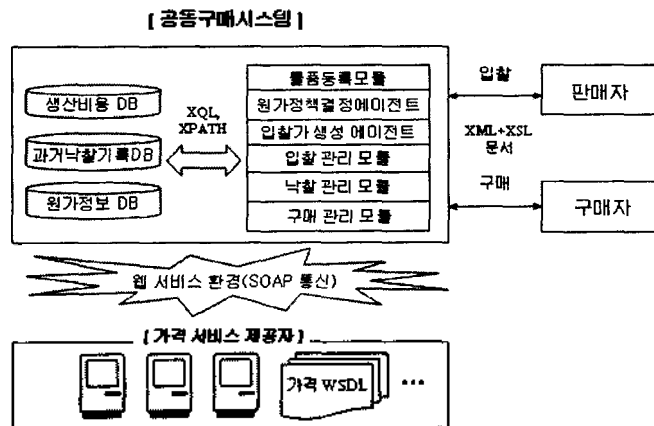 [ 공동구매시스템 ]
생산비용 DB
과거낙찰기록DB
원가정보 DB
XQL,
XPATH
물품등록모듈
원가정책결정에이전트
입찰가생성 에이전트
입찰 관리 모듈
낙찰 관리 모듈
구매 관리 모듈
입찰
XML+XSL
문서
구매
판매자
구매자
웹 서비스 환경(SOAP 통신)
[ 가격 서비스 제공자 ]
가격 WSDL
...